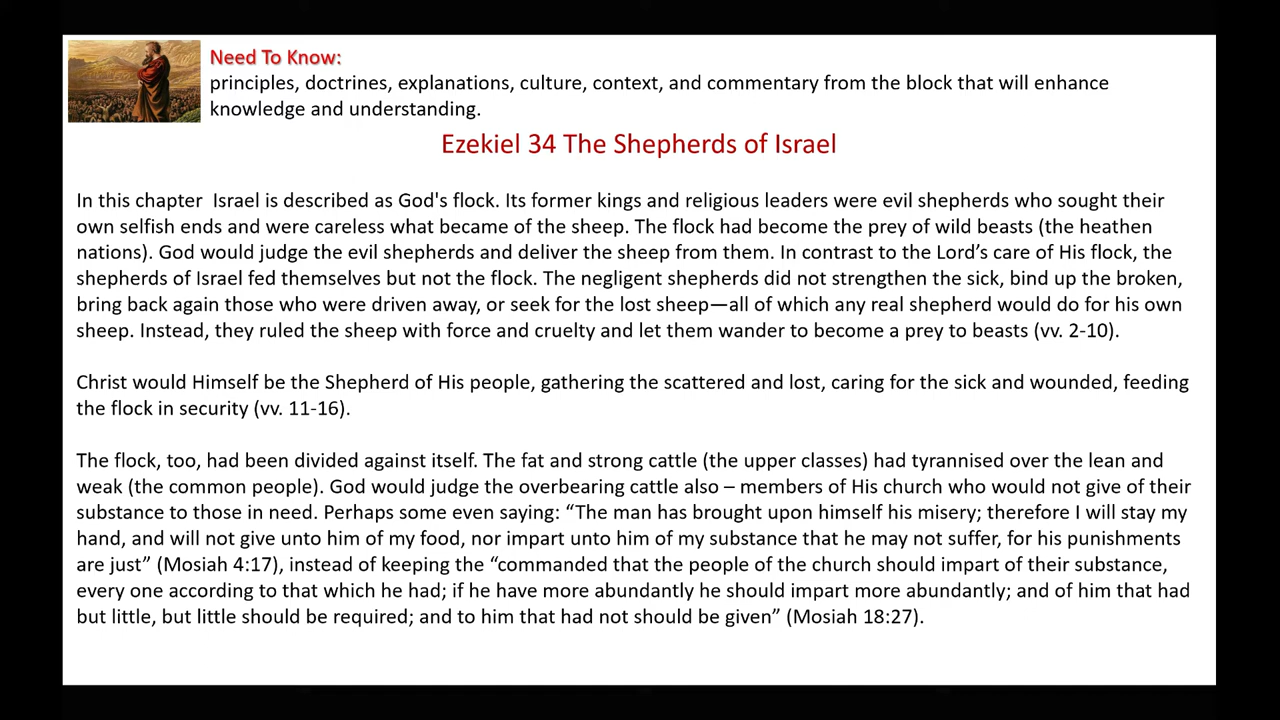 Need To Know:
principles, doctrines, explanations, culture, context, and commentary from the block that will enhance
knowledge and understanding.
Ezekiel 34 The Shepherds of Israel
In this chapter  Israel is described as God's flock. Its former kings and religious leaders were evil shepherds who sought their
own selfish ends and were careless what became of the sheep. The flock had become the prey of wild beasts (the heathen
nations). God would judge the evil shepherds and deliver the sheep from them. In contrast to the Lord’s care of His flock, the
shepherds of Israel fed themselves but not the flock. The negligent shepherds did not strengthen the sick, bind up the broken,
bring back again those who were driven away, or seek for the lost sheep—all of which any real shepherd would do for his own
sheep. Instead, they ruled the sheep with force and cruelty and let them wander to become a prey to beasts (vv. 2-10).
Christ would Himself be the Shepherd of His people, gathering the scattered and lost, caring for the sick and wounded, feeding
the flock in security (vv. 11-16).
The flock, too, had been divided against itself. The fat and strong cattle (the upper classes) had tyrannised over the lean and
weak (the common people). God would judge the overbearing cattle also – members of His church who would not give of their
substance to those in need. Perhaps some even saying: “The man has brought upon himself his misery; therefore I will stay my
hand, and will not give unto him of my food, nor impart unto him of my substance that he may not suffer, for his punishments
are just” (Mosiah 4:17), instead of keeping the “commanded that the people of the church should impart of their substance,
every one according to that which he had; if he have more abundantly he should impart more abundantly; and of him that had
but little, but little should be required; and to him that had not should be given” (Mosiah 18:27).